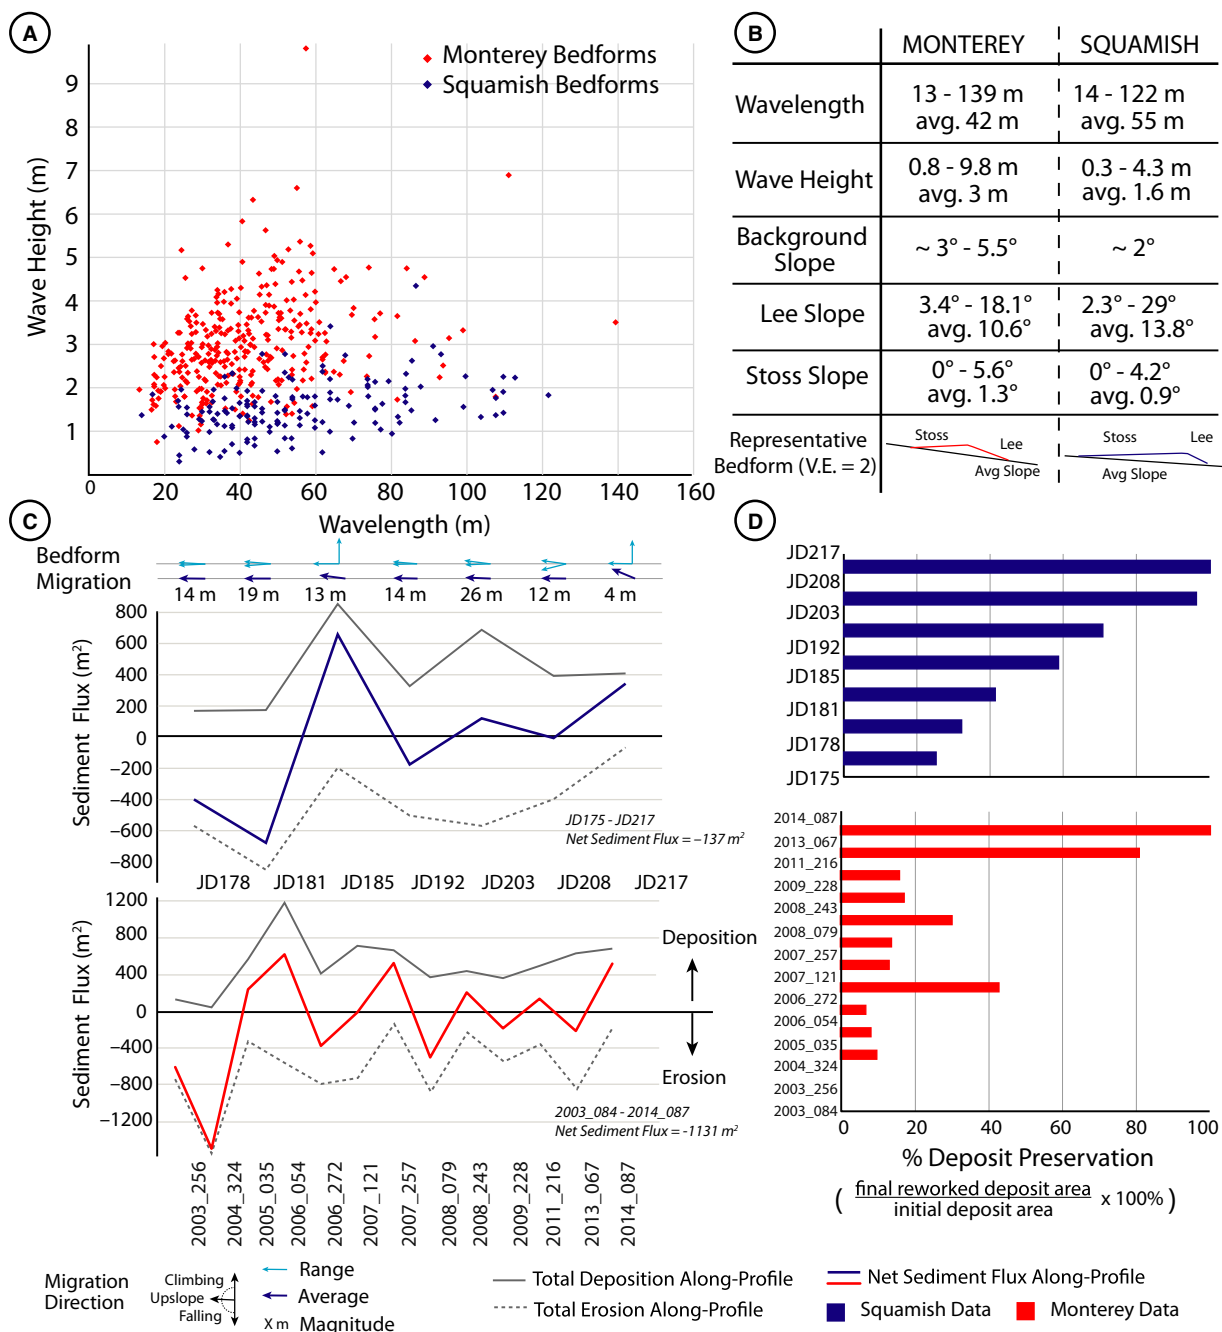 A
Monterey Bedforms
Squamish Bedforms
Wave Height (m)
9
8
7
6
5
4
3
2
1
0
20
40
60
80
100
120
140
160
Wavelength (m)
B
MONTEREY
SQUAMISH
Wavelength
13 - 139 m
avg. 42 m
14 - 122 m
avg. 55 m
Wave Height
0.8 - 9.8 m
avg. 3 m
0.3 - 4.3 m
avg. 1.6 m
Background
Slope
~ 3° - 5.5°
~ 2°
Lee Slope
3.4° - 18.1°
avg. 10.6°
2.3° - 29°
avg. 13.8°
Stoss Slope
0° - 5.6°
avg. 1.3°
0° - 4.2°
avg. 0.9°
Representative
Bedform (V.E. = 2)
Stoss
Lee
Avg Slope
Stoss
Lee
Avg Slope
C
Bedform
Migration
14 m
19 m
13 m
14 m
26 m
12 m
4 m
Sediment Flux (m²)
800
600
400
200
0
−200
−400
−600
−800
JD175 - JD217
Net Sediment Flux = −137 m²
JD178
JD181
JD185
JD192
JD203
JD208
JD217
Sediment Flux (m²)
1200
800
400
0
−400
−800
−1200
Deposition
Erosion
2003_084 - 2014_087
Net Sediment Flux = -1131 m²
2003_256
2004_324
2005_035
2006_054
2006_272
2007_121
2007_257
2008_079
2008_243
2009_228
2011_216
2013_067
2014_087
D
JD217
JD208
JD203
JD192
JD185
JD181
JD178
JD175
2014_087
2013_067
2011_216
2009_228
2008_243
2008_079
2007_257
2007_121
2006_272
2006_054
2005_035
2004_324
2003_256
2003_084
0
20
40
60
80
100
% Deposit Preservation
( final reworked deposit area
initial deposit area
x 100% )
Migration
Direction
Climbing
Upslope
Falling
Range
Average
X m Magnitude
Total Deposition Along-Profile
Total Erosion Along-Profile
Net Sediment Flux Along-Profile
Squamish Data
Monterey Data